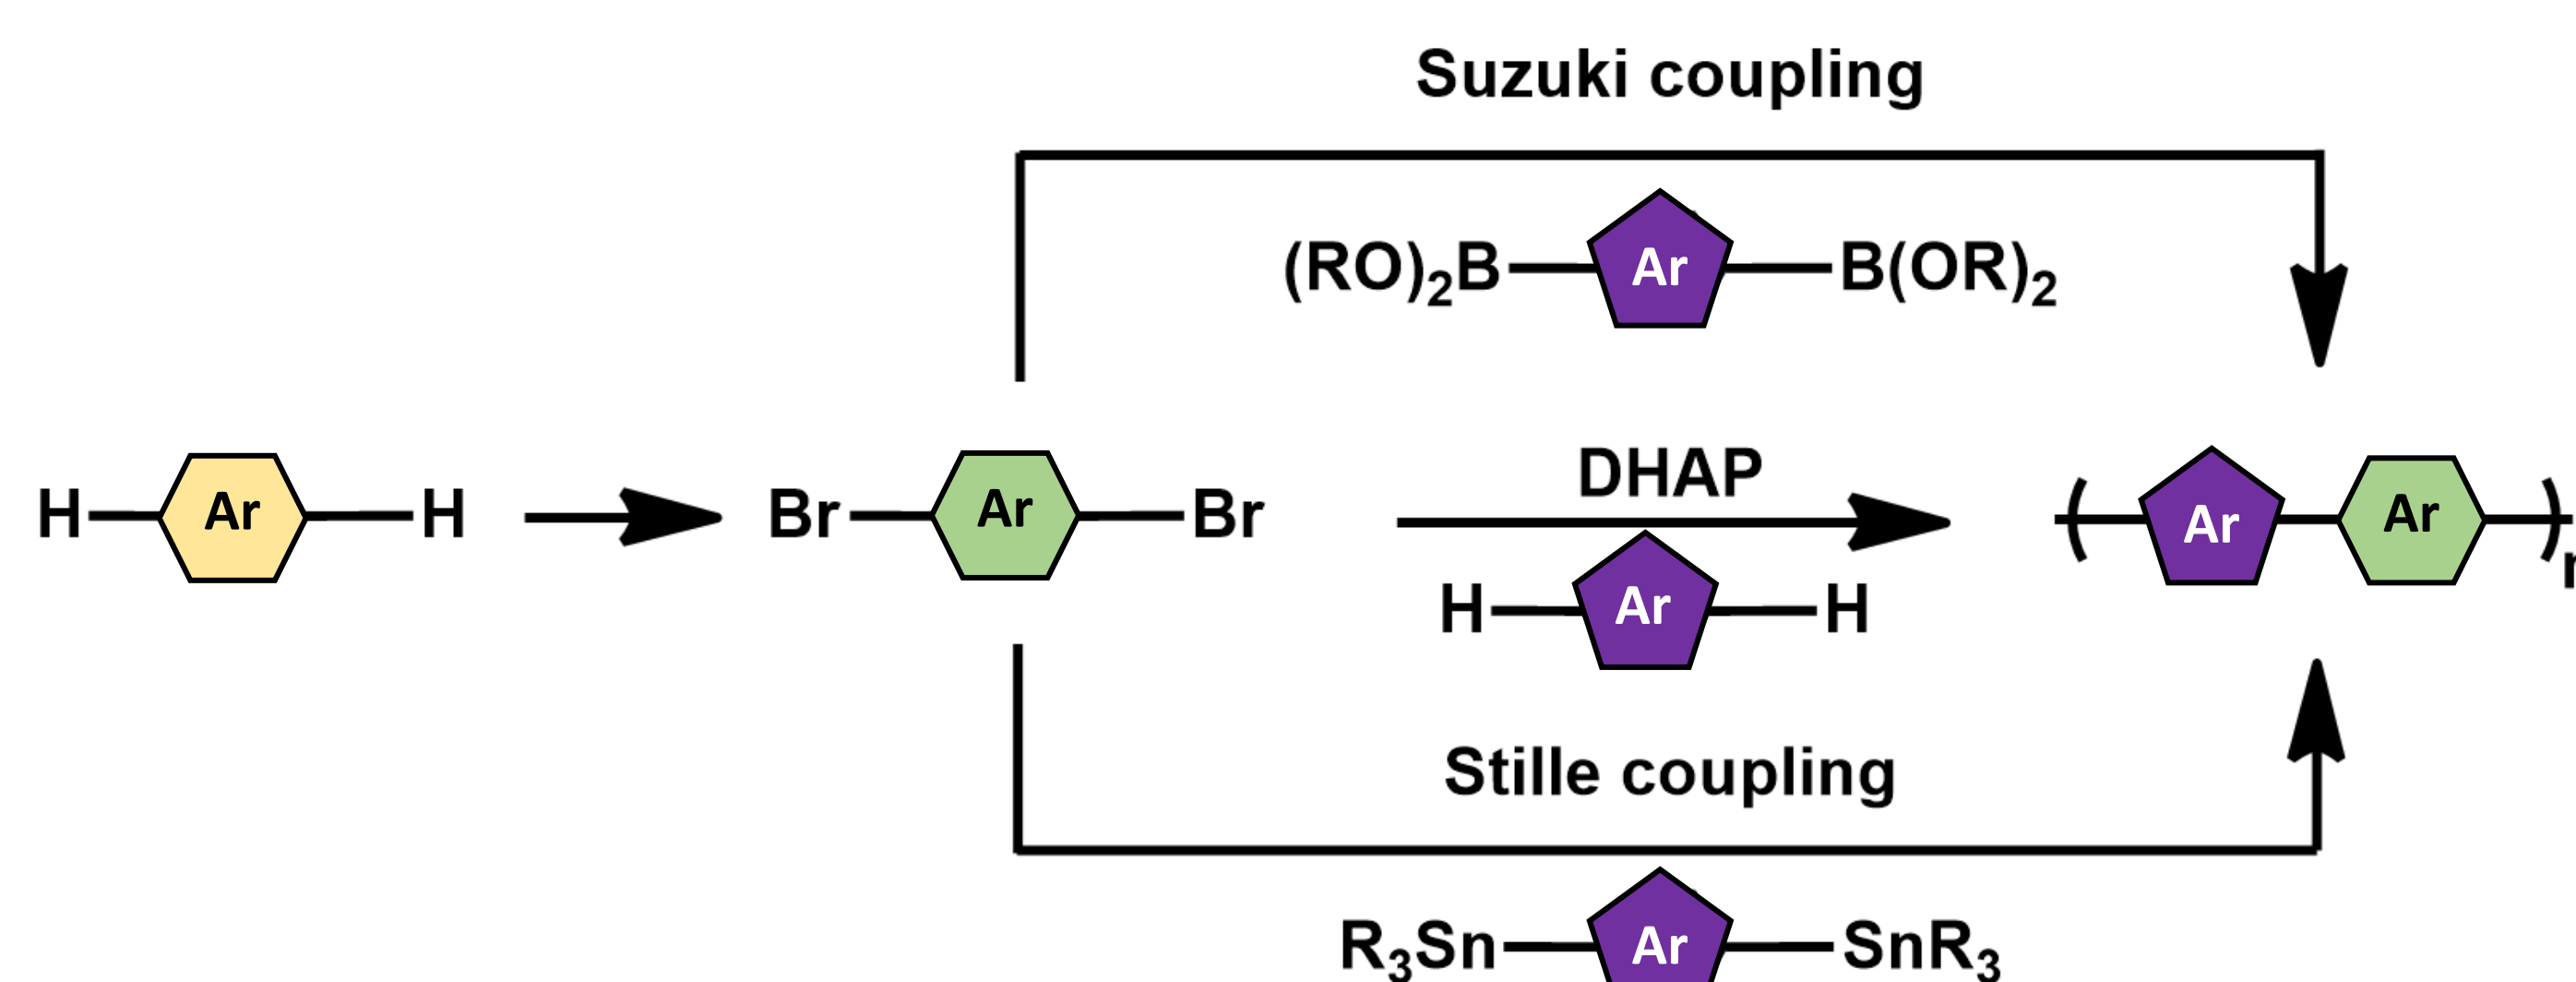 Suzuki coupling
(RO)₂B Ar B(OR)₂
DHAP
H Ar H Br Ar Br Ar Ar
H Ar H
Stille coupling
R₃Sn Ar SnR₃